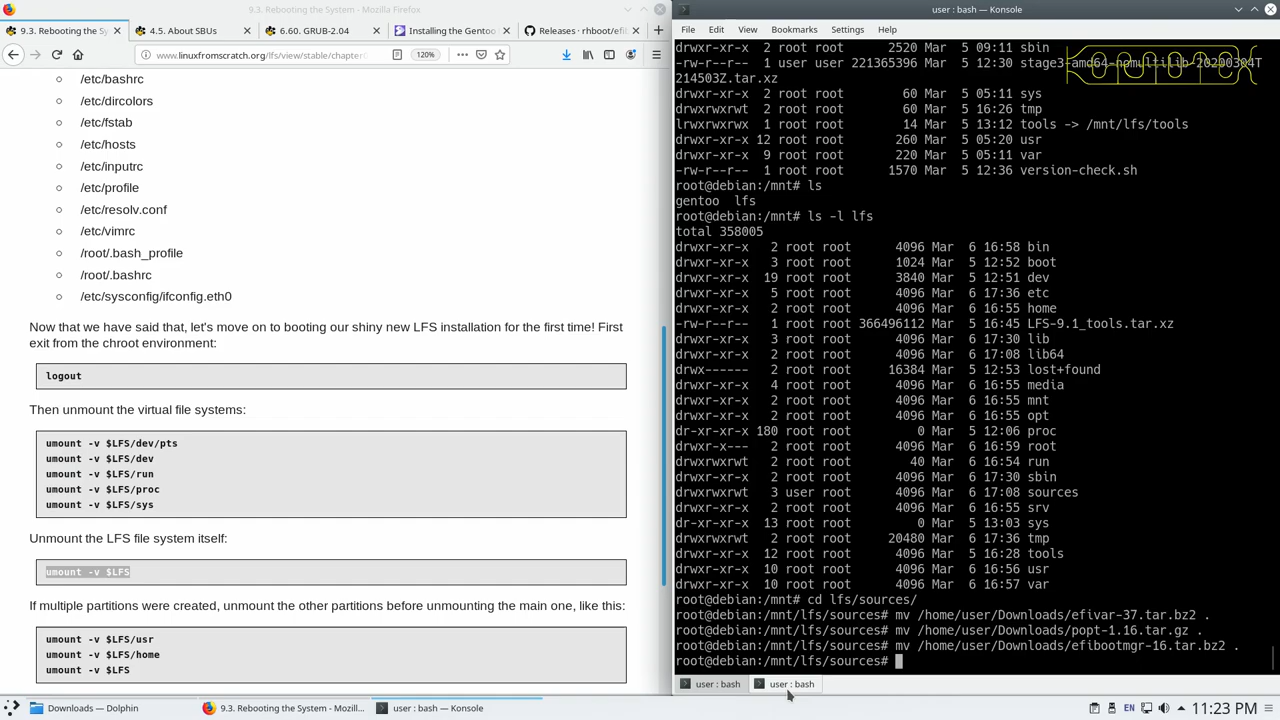 9.3. Rebooting the System - Mozilla Firefox
9.3. Rebooting the Sy
4.5. About SBUs
6.60. GRUB-2.04
Installing the Gentoo
Releases · rhboot/efi
www.linuxfromscratch.org/lfs/view/stable/chapter
120%
/etc/bashrc
/etc/dircolors
/etc/fstab
/etc/hosts
/etc/inputrc
/etc/profile
/etc/resolv.conf
/etc/vimrc
/root/.bash_profile
/root/.bashrc
/etc/sysconfig/ifconfig.eth0
Now that we have said that, let's move on to booting our shiny new LFS installation for the first time! First
exit from the chroot environment:
logout
Then unmount the virtual file systems:
umount -v $LFS/dev/pts
umount -v $LFS/dev
umount -v $LFS/run
umount -v $LFS/proc
umount -v $LFS/sys
Unmount the LFS file system itself:
umount -v $LFS
If multiple partitions were created, unmount the other partitions before unmounting the main one, like this:
umount -v $LFS/usr
umount -v $LFS/home
umount -v $LFS
user : bash — Konsole
File Edit View Bookmarks Settings Help
drwxr-xr-x 2 root root 2520 Mar 5 09:11 sbin
-rw-r--r-- 1 user user 221365396 Mar 5 12:30 stage3-amd64-nomultilib-20200304T
214503Z.tar.xz
drwxr-xr-x 2 root root 60 Mar 5 05:11 sys
drwxrwxrwt 2 root root 60 Mar 5 16:26 tmp
lrwxrwxrwx 1 root root 14 Mar 5 13:12 tools -> /mnt/lfs/tools
drwxr-xr-x 12 root root 260 Mar 5 05:20 usr
drwxr-xr-x 9 root root 220 Mar 5 05:11 var
-rw-r--r-- 1 root root 1570 Mar 5 12:36 version-check.sh
root@debian:/mnt# ls
gentoo lfs
root@debian:/mnt# ls -l lfs
total 358005
drwxr-xr-x 2 root root 4096 Mar 6 16:58 bin
drwxr-xr-x 3 root root 1024 Mar 5 12:52 boot
drwxr-xr-x 19 root root 3840 Mar 5 12:51 dev
drwxr-xr-x 5 root root 4096 Mar 6 17:36 etc
drwxr-xr-x 2 root root 4096 Mar 6 16:55 home
-rw-r--r-- 1 root root 366496112 Mar 5 16:45 LFS-9.1_tools.tar.xz
drwxr-xr-x 3 root root 4096 Mar 6 17:30 lib
drwxr-xr-x 2 root root 4096 Mar 6 17:08 lib64
drwx------ 2 root root 16384 Mar 5 12:53 lost+found
drwxr-xr-x 4 root root 4096 Mar 6 16:55 media
drwxr-xr-x 2 root root 4096 Mar 6 16:55 mnt
drwxr-xr-x 2 root root 4096 Mar 6 16:55 opt
dr-xr-xr-x 180 root root 0 Mar 5 12:06 proc
drwxr-x--- 2 root root 4096 Mar 6 16:59 root
drwxrwxrwt 2 root root 40 Mar 6 16:54 run
drwxr-xr-x 2 root root 4096 Mar 6 17:30 sbin
drwxrwxrwt 3 user root 4096 Mar 6 17:08 sources
drwxr-xr-x 2 root root 4096 Mar 6 16:55 srv
dr-xr-xr-x 13 root root 0 Mar 5 13:03 sys
drwxrwxrwt 2 root root 20480 Mar 6 17:36 tmp
drwxr-xr-x 12 root root 4096 Mar 5 16:28 tools
drwxr-xr-x 10 root root 4096 Mar 6 16:56 usr
drwxr-xr-x 10 root root 4096 Mar 6 16:57 var
root@debian:/mnt# cd lfs/sources/
root@debian:/mnt/lfs/sources# mv /home/user/Downloads/efivar-37.tar.bz2 .
root@debian:/mnt/lfs/sources# mv /home/user/Downloads/popt-1.16.tar.gz .
root@debian:/mnt/lfs/sources# mv /home/user/Downloads/efibootmgr-16.tar.bz2 .
root@debian:/mnt/lfs/sources#
user : bash
user : bash
Downloads — Dolphin
9.3. Rebooting the System - Mozill...
user : bash — Konsole
EN
11:23 PM